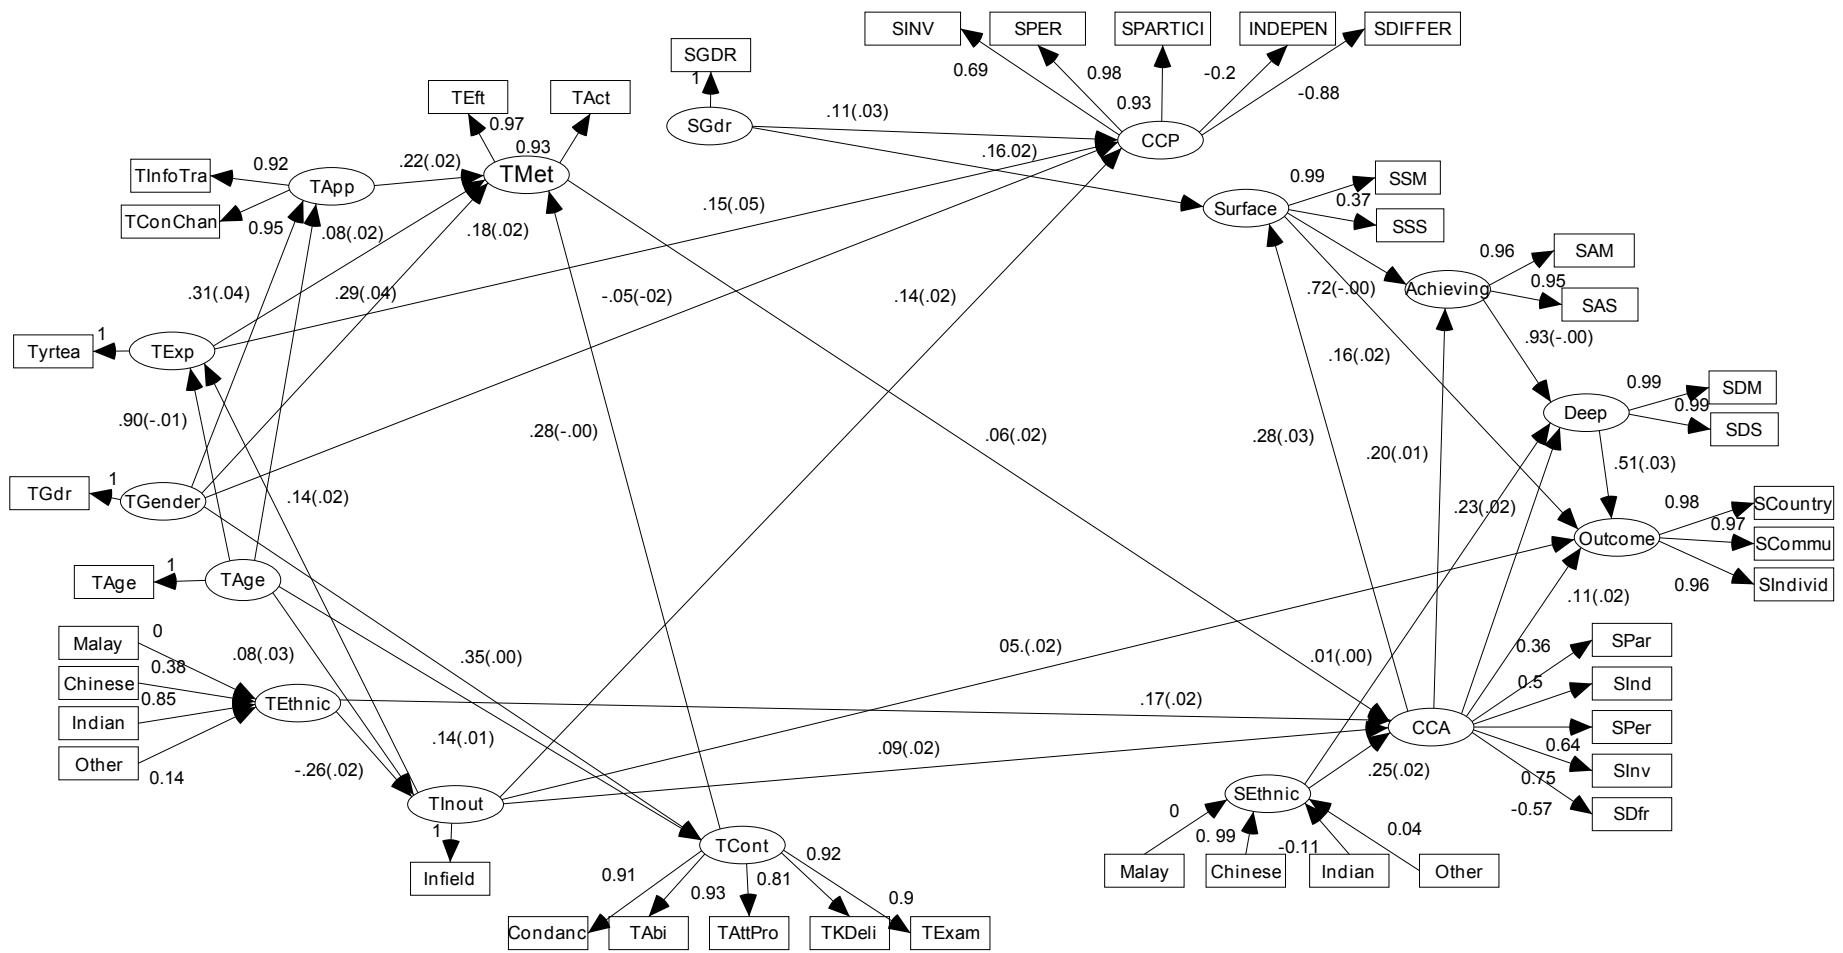 SINV
SPER
SPARTICI
INDEPEN
SDIFFER
SGDR
1
0.69
0.98
-0.2
-0.88
0.93
TEft
TAct
0.97
0.93
SGdr
.11(.03)
CCP
TInfoTra
0.92
.22(.02)
TMet
.16.02)
TApp
TConChan
0.95
.08(.02)
.18(.02)
.15(.05)
0.99
SSM
0.37
Surface
SSS
0.96
SAM
0.95
Achieving
SAS
.31(.04)
.29(.04)
-.05(-02)
.14(.02)
.72(-.00)
Tyrtea
1
TExp
.16(.02)
.93(-.00)
0.99
SDM
0.99
Deep
SDS
.90(-.01)
.28(-.00)
.06(.02)
.28(.03)
.20(.01)
.51(.03)
TGdr
1
TGender
.14(.02)
.23(.02)
0.98
SCountry
0.97
Outcome
SCommu
0.96
SIndivid
TAge
1
TAge
.11(.02)
Malay
0
0.38
Chinese
0.85
Indian
Other
0.14
TEthnic
.08(.03)
.35(.00)
05.(.02)
.01(.00)
0.36
SPar
0.5
SInd
.17(.02)
CCA
SPer
0.64
SInv
0.75
-0.57
SDfr
.14(.01)
.09(.02)
-.26(.02)
.25(.02)
TInout
1
Infield
SEthnic
0
0. 99
-0.11
0.04
Malay
Chinese
Indian
Other
TCont
0.91
0.93
0.81
0.92
0.9
Condanc
TAbi
TAttPro
TKDeli
TExam